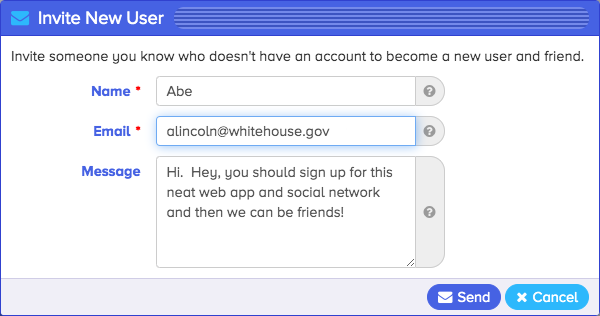 Invite New User
Invite someone you know who doesn't have an account to become a new user and friend.
Name * Abe ?
Email * alincoln@whitehouse.gov ?
Message Hi.  Hey, you should sign up for this
neat web app and social network
and then we can be friends! ?
Send Cancel